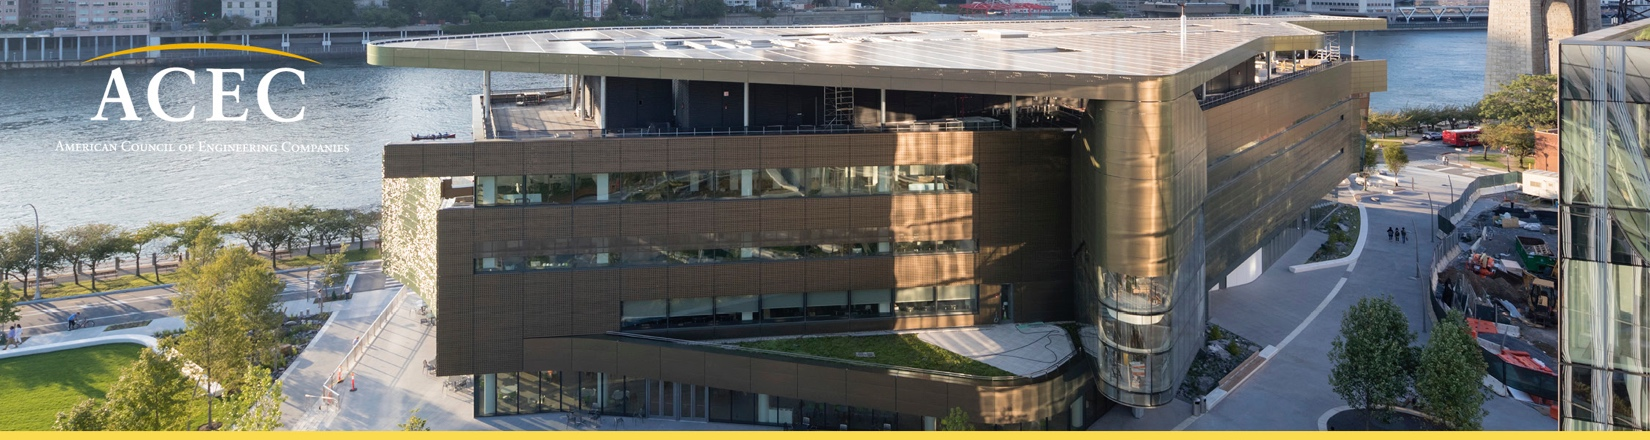 ACEC
American Council of Engineering Companies